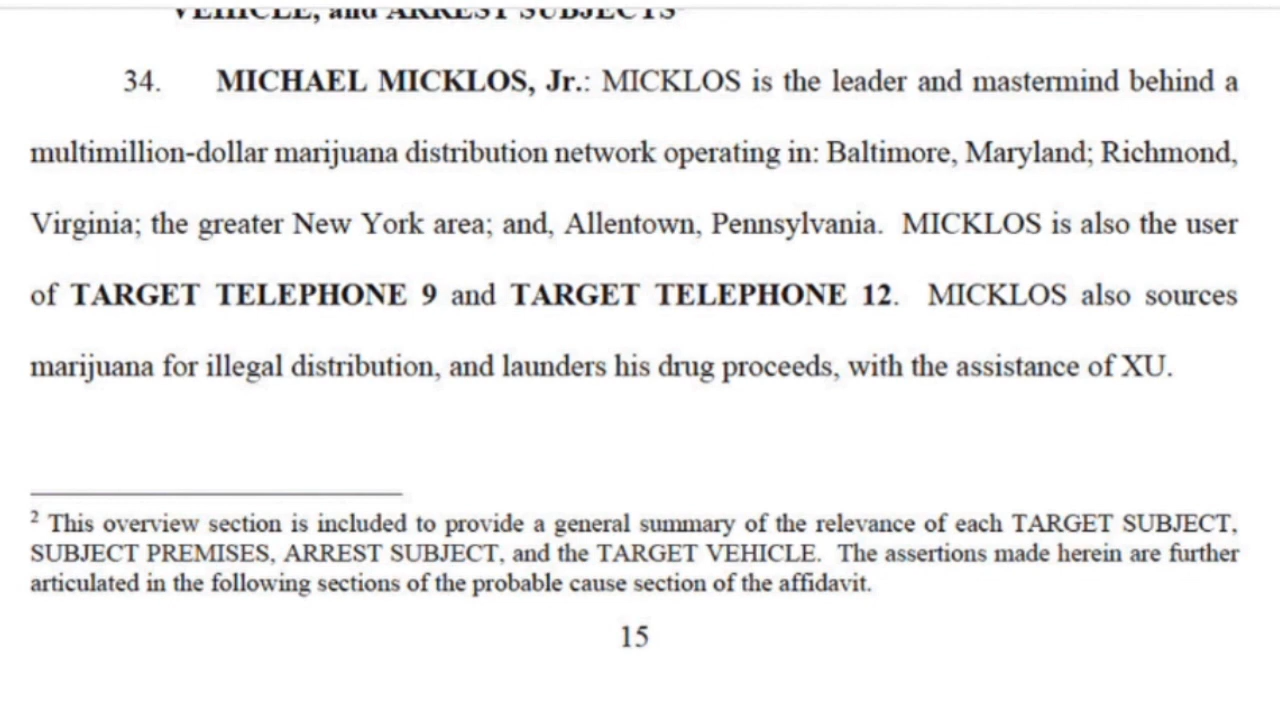 VEHICLE, and ARREST SUBJECTS
34. MICHAEL MICKLOS, Jr.: MICKLOS is the leader and mastermind behind a
multimillion-dollar marijuana distribution network operating in: Baltimore, Maryland; Richmond,
Virginia; the greater New York area; and, Allentown, Pennsylvania. MICKLOS is also the user
of TARGET TELEPHONE 9 and TARGET TELEPHONE 12. MICKLOS also sources
marijuana for illegal distribution, and launders his drug proceeds, with the assistance of XU.
2 This overview section is included to provide a general summary of the relevance of each TARGET SUBJECT,
SUBJECT PREMISES, ARREST SUBJECT, and the TARGET VEHICLE. The assertions made herein are further
articulated in the following sections of the probable cause section of the affidavit.
15